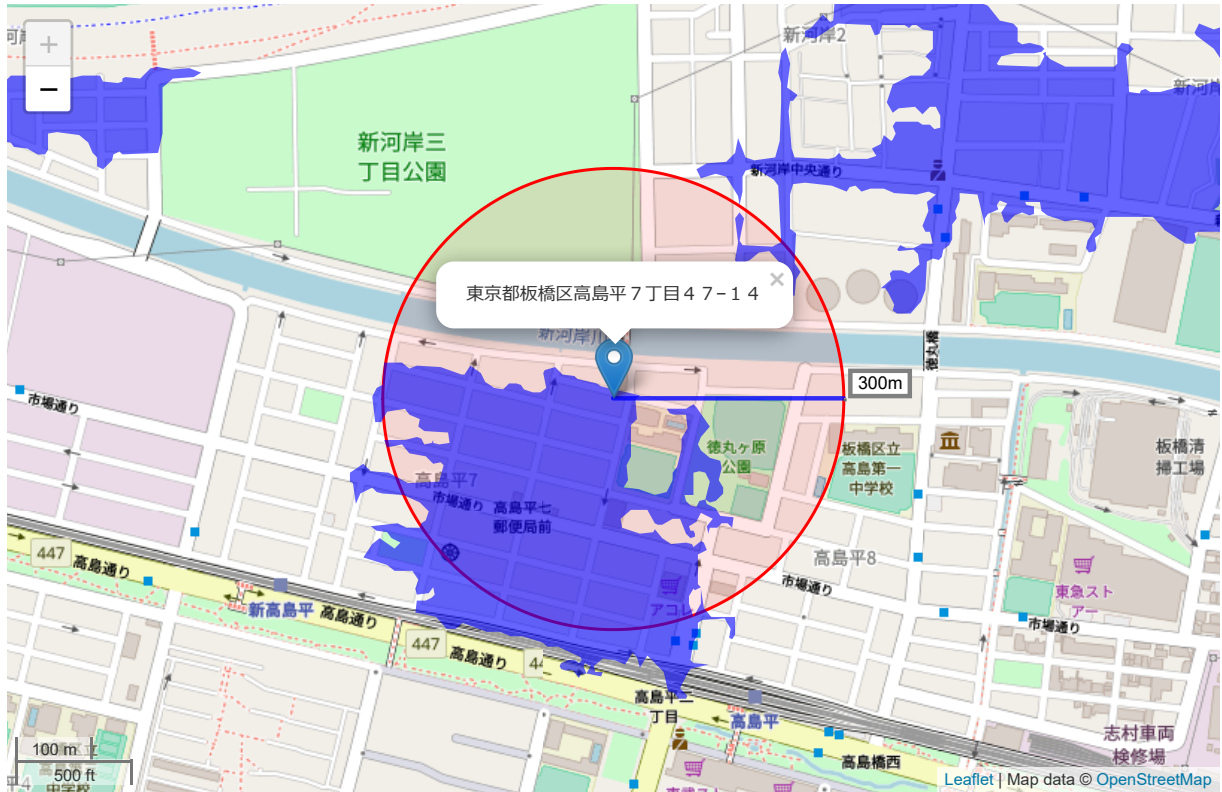 +
−
新河岸2
新河岸三
丁目公園
新河岸中央通り
東京都板橋区高島平７丁目４７−１４
×
新河岸川
徳丸橋
300m
市場通り
徳丸ヶ原
公園
板橋区立
高島第一
中学校
板橋清
掃工場
高島平7
市場通り
高島平七
郵便局前
447
高島通り
高島平8
アコレ
東急スト
アー
市場通り
市場通り
新高島平
高島通り
447
高島通り
44
高島平二
丁目
高島平
志村車両
検修場
高島橋西
100 m
500 ft
中学校
Leaflet | Map data © OpenStreetMap